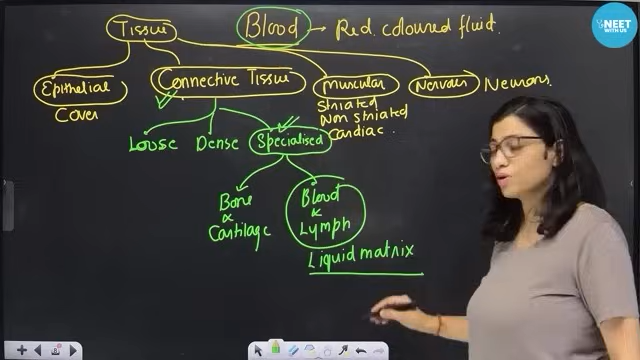 Tissue
Blood → Red coloured fluid.
NEET
WITH US
Epithelial
Cover
Connective Tissue
Muscular
Striated
Non striated
Cardiac.
Nervous
Neurons
Loose
Dense
Specialised
Bone
&
Cartilage
Blood
&
Lymph
Liquid matrix